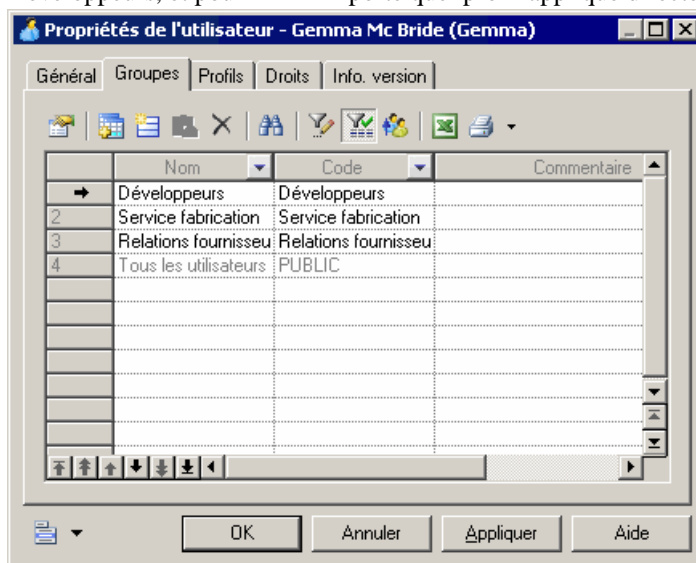 Propriétés de l'utilisateur - Gemma Mc Bride (Gemma)
Général Groupes Profils Droits Info. version
Nom Code Commentaire
Développeurs Développeurs
2 Service fabrication Service fabrication
3 Relations fournisseu Relations fournisseu
4 Tous les utilisateurs PUBLIC
OK Annuler Appliquer Aide